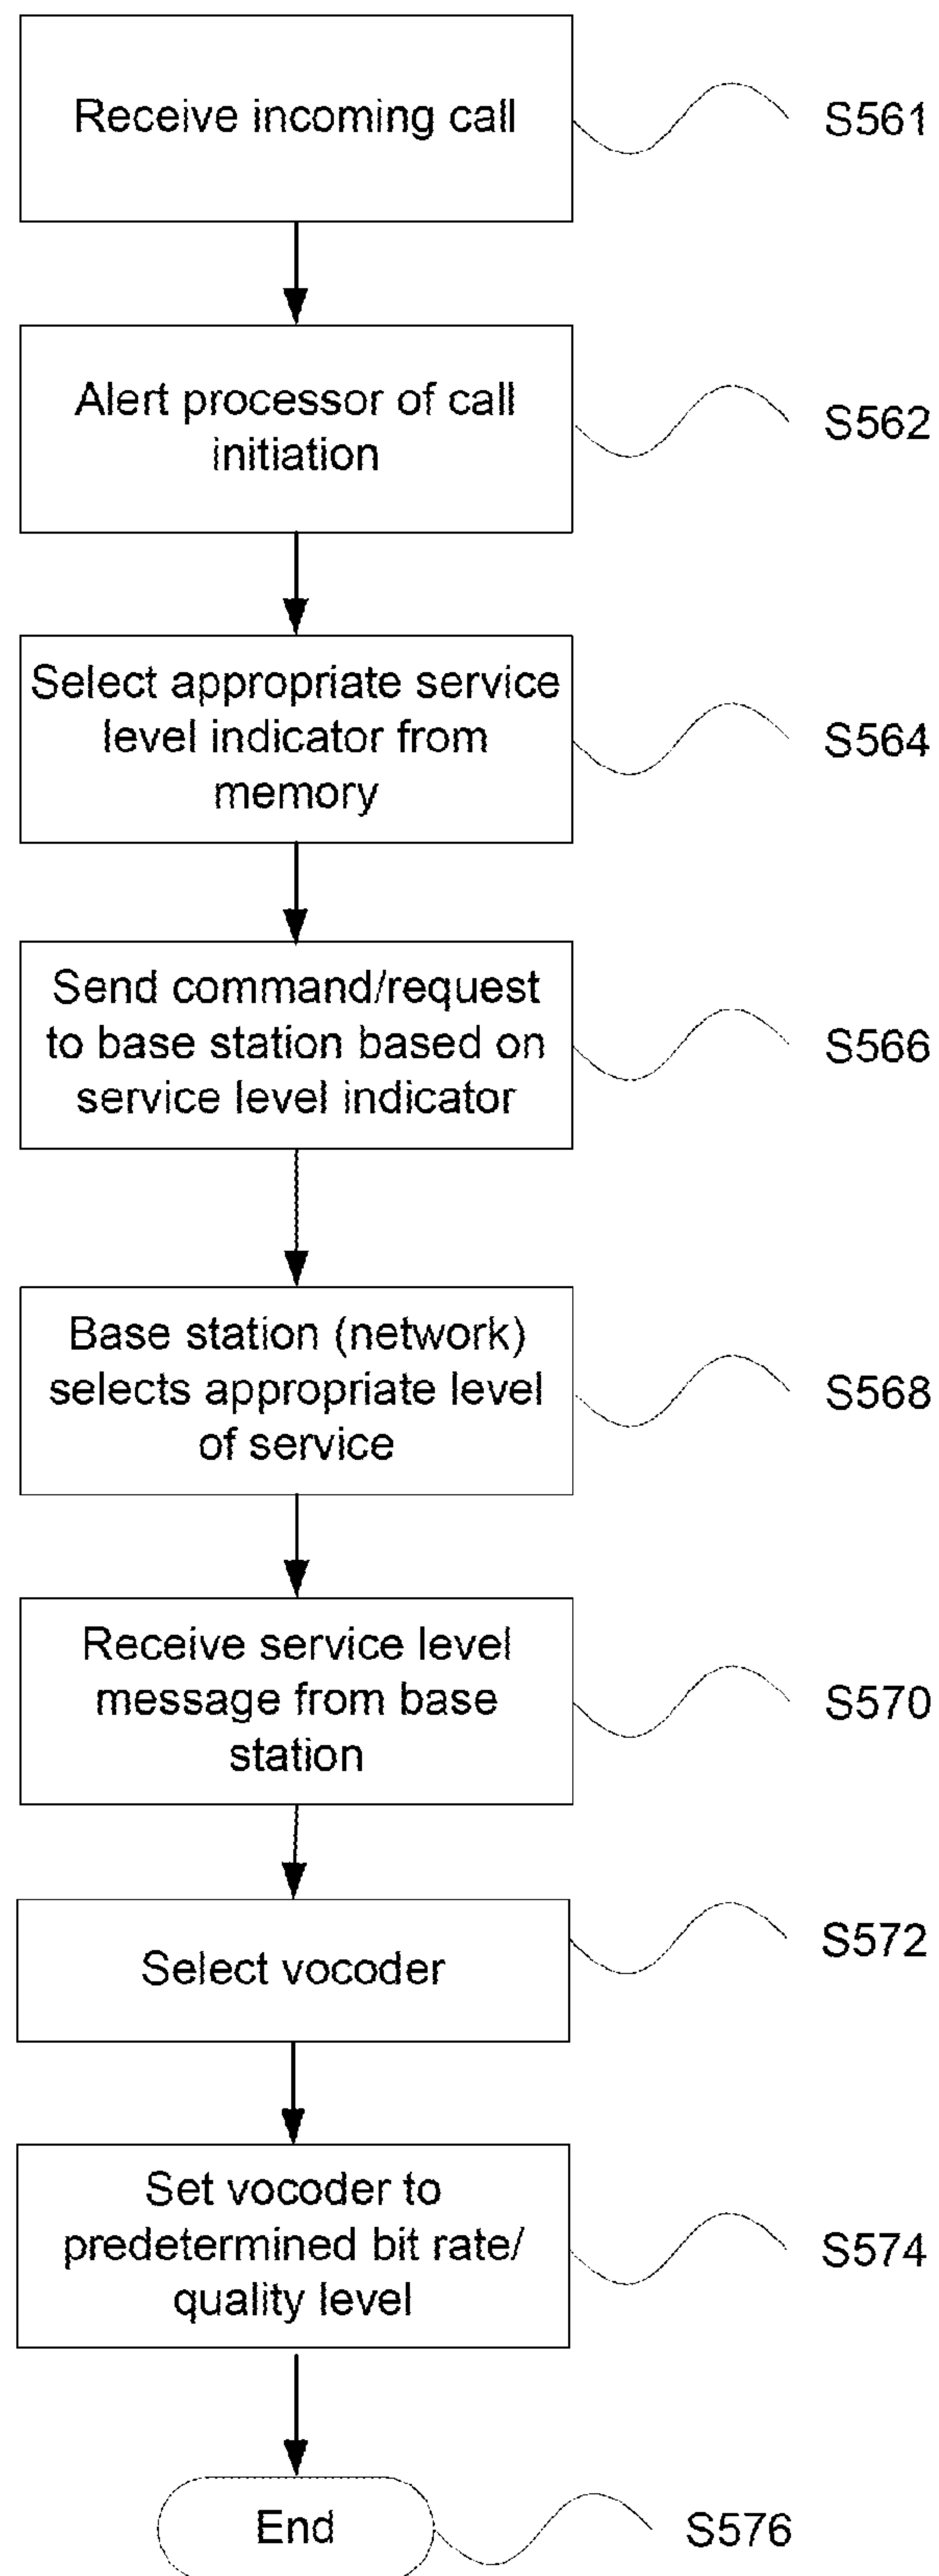 Receive incoming call
S561
Alert processor of call
initiation
S562
Select appropriate service
level indicator from
memory
S564
Send command/request
to base station based on
service level indicator
S566
Base station (network)
selects appropriate level
of service
S568
Receive service level
message from base
station
S570
Select vocoder
S572
Set vocoder to
predetermined bit rate/
quality level
S574
End
S576